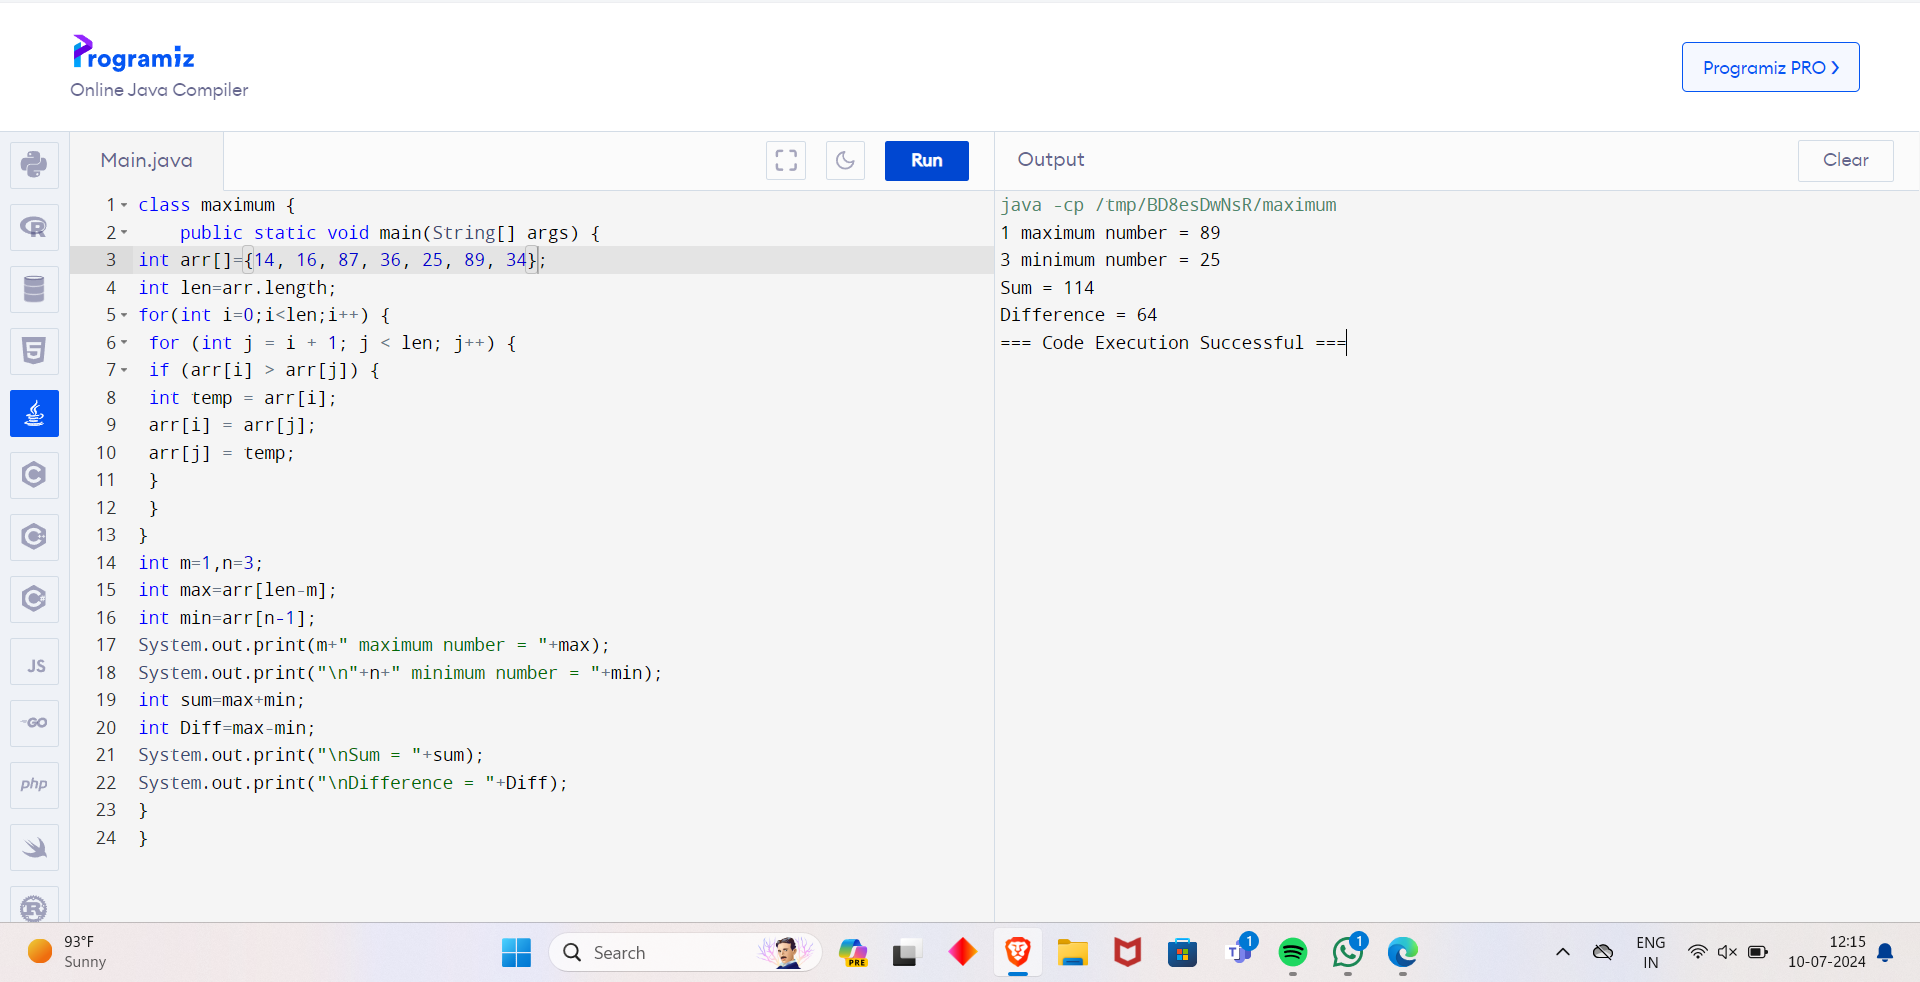 Programiz
Online Java Compiler
Programiz PRO ❯
Main.java
Run
Output
Clear
1 class maximum {
2     public static void main(String[] args) {
3 int arr[]={14, 16, 87, 36, 25, 89, 34};
4 int len=arr.length;
5 for(int i=0;i<len;i++) {
6  for (int j = i + 1; j < len; j++) {
7  if (arr[i] > arr[j]) {
8  int temp = arr[i];
9  arr[i] = arr[j];
10  arr[j] = temp;
11  }
12  }
13 }
14 int m=1,n=3;
15 int max=arr[len-m];
16 int min=arr[n-1];
17 System.out.print(m+" maximum number = "+max);
18 System.out.print("\n"+n+" minimum number = "+min);
19 int sum=max+min;
20 int Diff=max-min;
21 System.out.print("\nSum = "+sum);
22 System.out.print("\nDifference = "+Diff);
23 }
24 }
java -cp /tmp/BD8esDwNsR/maximum
1 maximum number = 89
3 minimum number = 25
Sum = 114
Difference = 64
=== Code Execution Successful ===
R
5
C
C
C
JS
GO
php
R
93°F
Sunny
Search
PRE
T
1
1
ENG
IN
12:15
10-07-2024